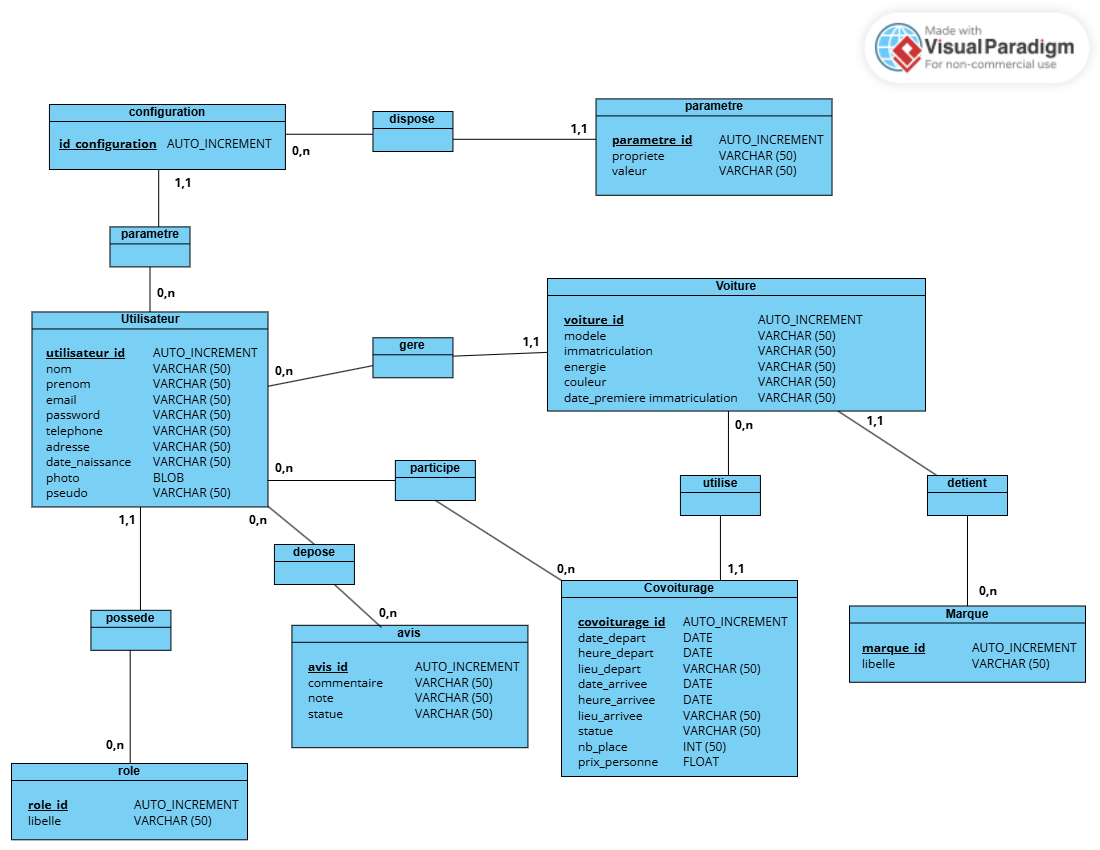 Made with
Visual Paradigm
For non-commercial use
configuration
id_configuration AUTO_INCREMENT
0,n
1,1
dispose
1,1
parametre
parametre_id AUTO_INCREMENT
propriete VARCHAR (50)
valeur VARCHAR (50)
parametre
0,n
Utilisateur
utilisateur_id AUTO_INCREMENT
nom VARCHAR (50)
prenom VARCHAR (50)
email VARCHAR (50)
password VARCHAR (50)
telephone VARCHAR (50)
adresse VARCHAR (50)
date_naissance VARCHAR (50)
photo BLOB
pseudo VARCHAR (50)
0,n
gere
1,1
Voiture
voiture_id AUTO_INCREMENT
modele VARCHAR (50)
immatriculation VARCHAR (50)
energie VARCHAR (50)
couleur VARCHAR (50)
date_premiere immatriculation VARCHAR (50)
0,n
1,1
0,n
participe
0,n
utilise
1,1
detient
0,n
1,1
0,n
depose
0,n
possede
0,n
avis
avis_id AUTO_INCREMENT
commentaire VARCHAR (50)
note VARCHAR (50)
statue VARCHAR (50)
Covoiturage
covoiturage_id AUTO_INCREMENT
date_depart DATE
heure_depart DATE
lieu_depart VARCHAR (50)
date_arrivee DATE
heure_arrivee DATE
lieu_arrivee VARCHAR (50)
statue VARCHAR (50)
nb_place INT (50)
prix_personne FLOAT
Marque
marque_id AUTO_INCREMENT
libelle VARCHAR (50)
role
role_id AUTO_INCREMENT
libelle VARCHAR (50)